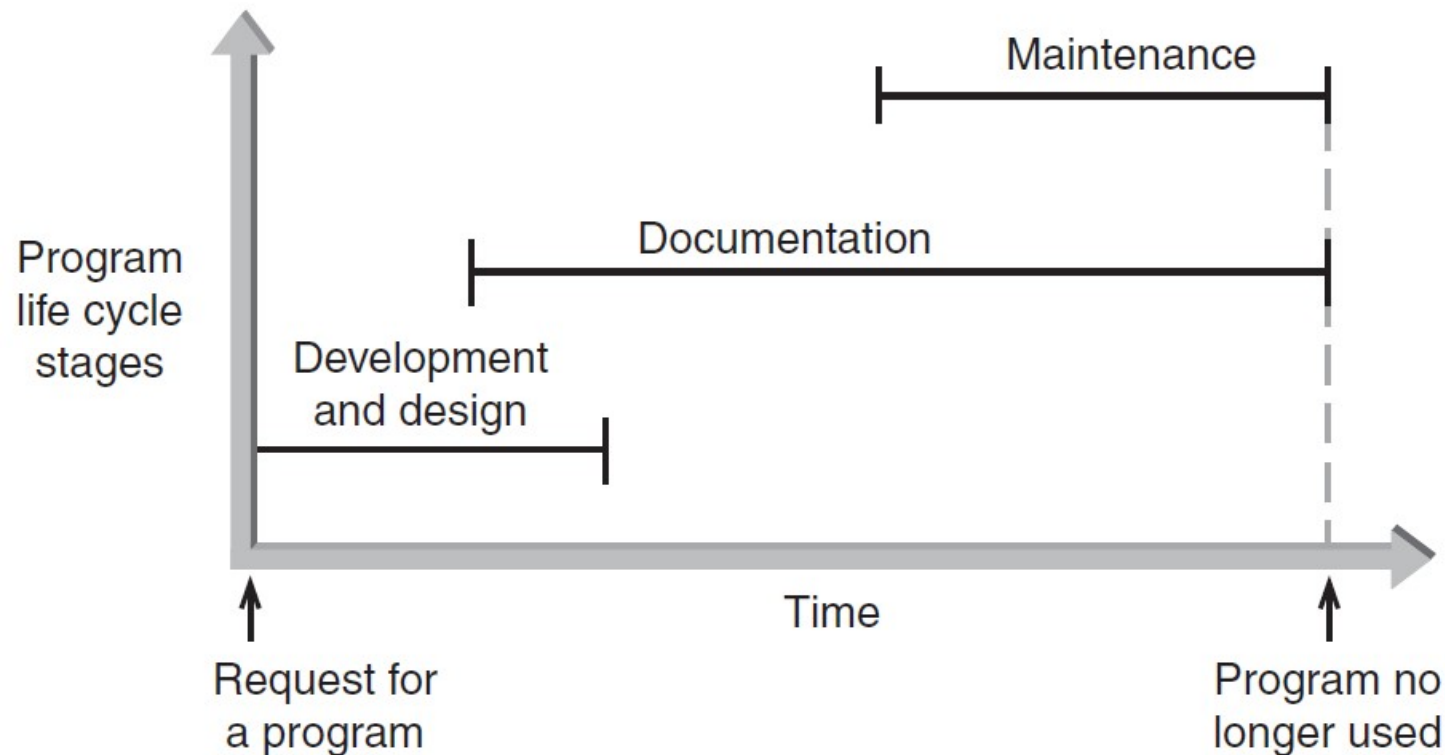 Maintenance
Documentation
Program
life cycle
stages
Development
and design
Time
Request for
a program
Program no
longer used